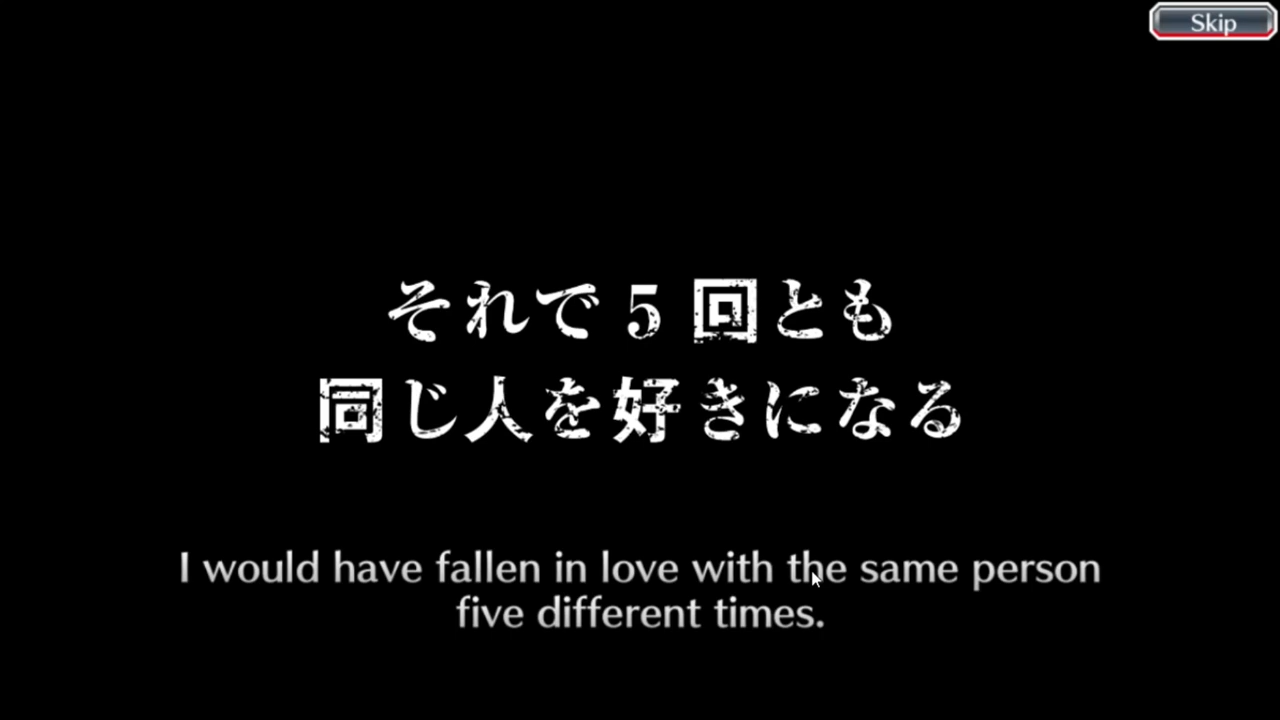 Skip
それで5回とも
同じ人を好きになる
I would have fallen in love with the same person
five different times.